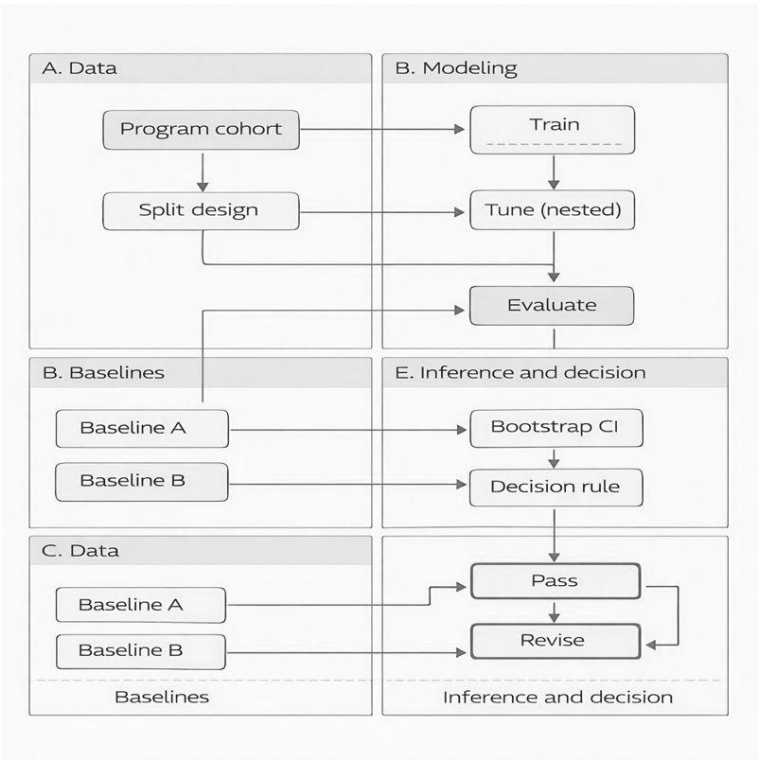 A. Data
Program cohort
Split design
B. Modeling
Train
Tune (nested)
Evaluate
B. Baselines
Baseline A
Baseline B
E. Inference and decision
Bootstrap CI
Decision rule
C. Data
Baseline A
Baseline B
Baselines
Pass
Revise
Inference and decision